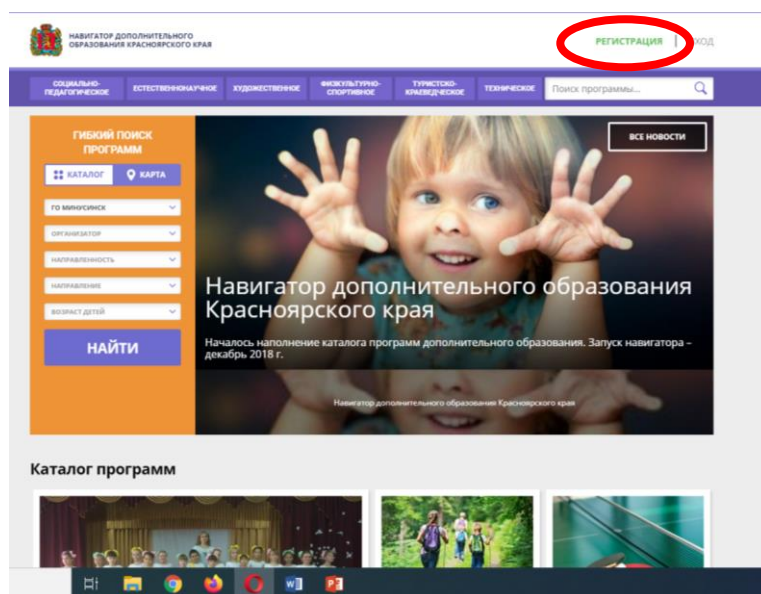 НАВИГАТОР ДОПОЛНИТЕЛЬНОГО
ОБРАЗОВАНИЯ КРАСНОЯРСКОГО КРАЯ
РЕГИСТРАЦИЯ
СОЦИАЛЬНО-
ПЕДАГОГИЧЕСКОЕ
ЕСТЕСТВЕННОНАУЧНОЕ
ХУДОЖЕСТВЕННОЕ
ФИЗКУЛЬТУРНО-
СПОРТИВНОЕ
ТУРИСТСКО-
КРАЕВЕДЧЕСКОЕ
ТЕХНИЧЕСКОЕ
Поиск программы...
ГИБКИЙ ПОИСК
ПРОГРАММ
КАТАЛОГ
КАРТА
ГО МИНУСИНСК
ОРГАНИЗАТОР
НАПРАВЛЕННОСТЬ
НАПРАВЛЕНИЕ
ВОЗРАСТ ДЕТЕЙ
НАЙТИ
ВСЕ НОВОСТИ
Навигатор дополнительного образования
Красноярского края
Началось наполнение каталога программ дополнительного образования. Запуск навигатора –
декабрь 2018 г.
Навигатор дополнительного образования Красноярского края
Каталог программ